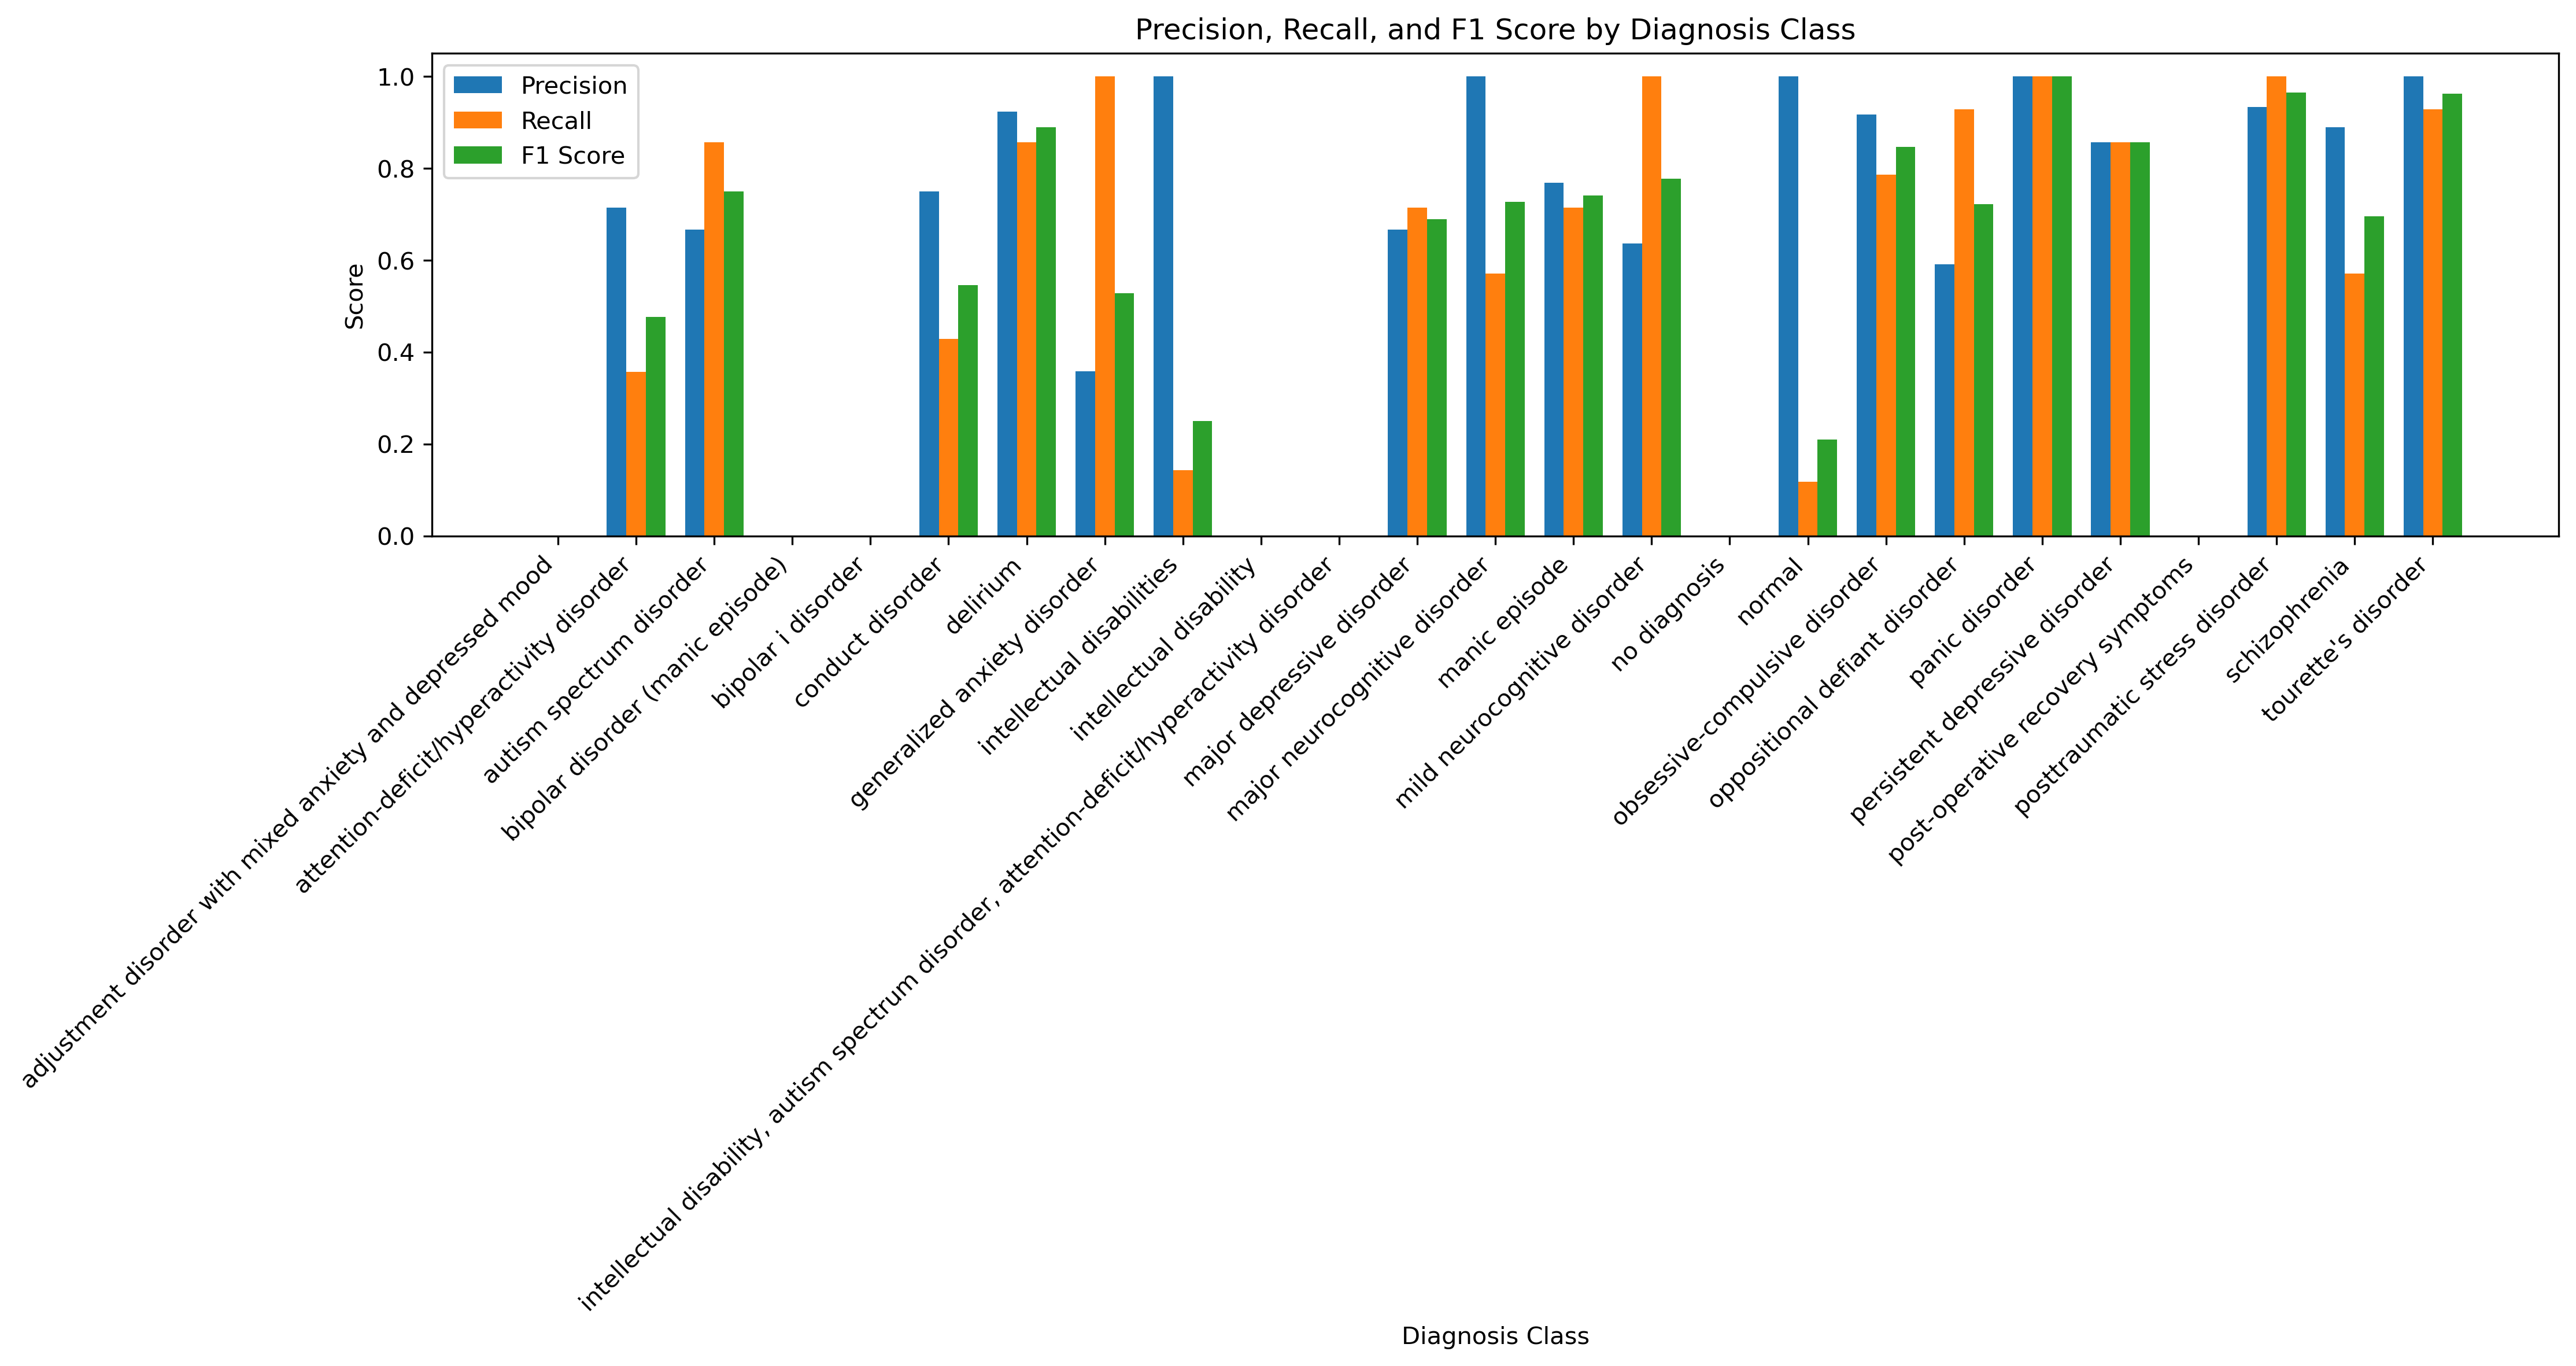 Precision, Recall, and F1 Score by Diagnosis Class
Precision
Recall
F1 Score
Score
1.0
0.8
0.6
0.4
0.2
0.0
adjustment disorder with mixed anxiety and depressed mood
attention-deficit/hyperactivity disorder
autism spectrum disorder
bipolar disorder (manic episode)
bipolar i disorder
conduct disorder
delirium
generalized anxiety disorder
intellectual disabilities
intellectual disability
intellectual disability, autism spectrum disorder, attention-deficit/hyperactivity disorder
major depressive disorder
major neurocognitive disorder
manic episode
mild neurocognitive disorder
no diagnosis
normal
obsessive-compulsive disorder
oppositional defiant disorder
panic disorder
persistent depressive disorder
post-operative recovery symptoms
posttraumatic stress disorder
schizophrenia
tourette's disorder
Diagnosis Class